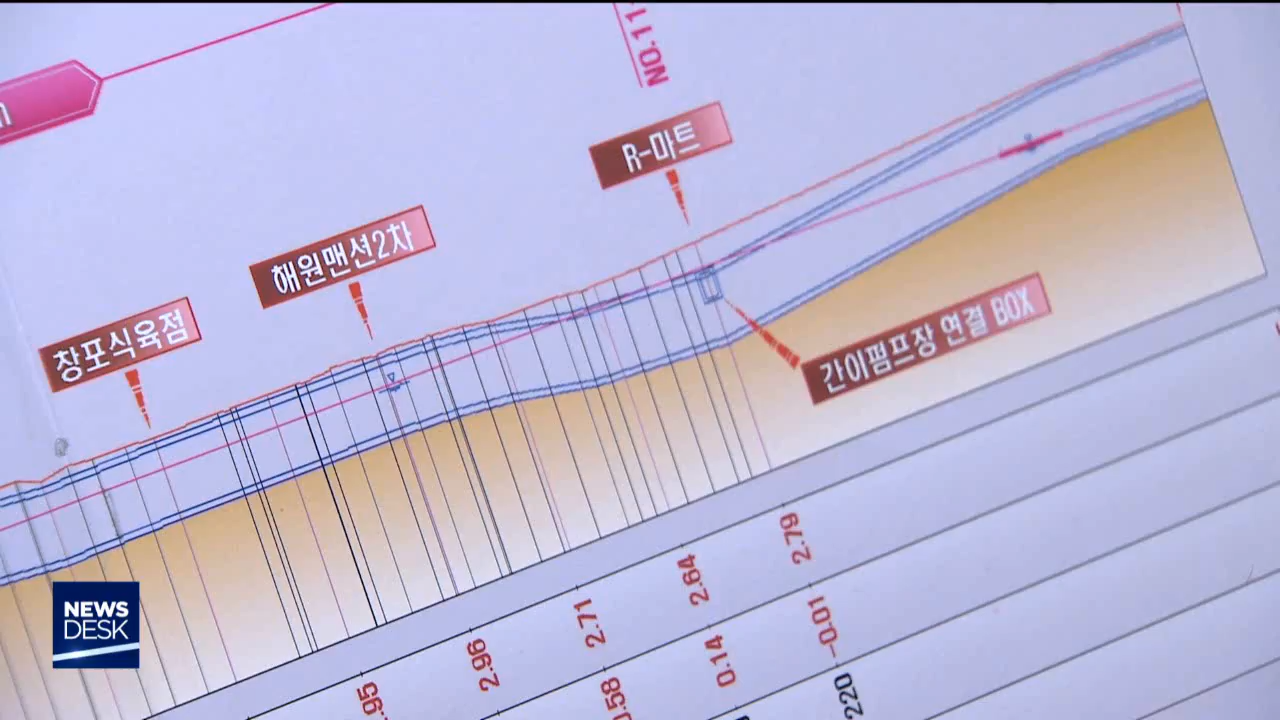 NO.11
R-마트
해원맨션2차
창포식육점
간이펌프장 연결 BOX
2.79
2.64
2.71
2.96
.95
-0.01
0.14
0.58
220
NEWS
DESK